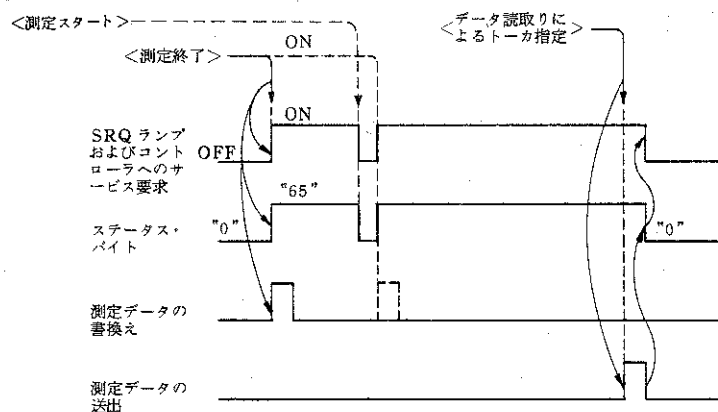 <測定スタート>
ON
<測定終了>
<データ読取りに
よるトーカ指定>
ON
SRQ ランプ
およびコント
ローラへのサ
ービス要求
OFF
"65"
"0"
ステータス・
バイト
"0"
測定データの
書換え
測定データの
送出